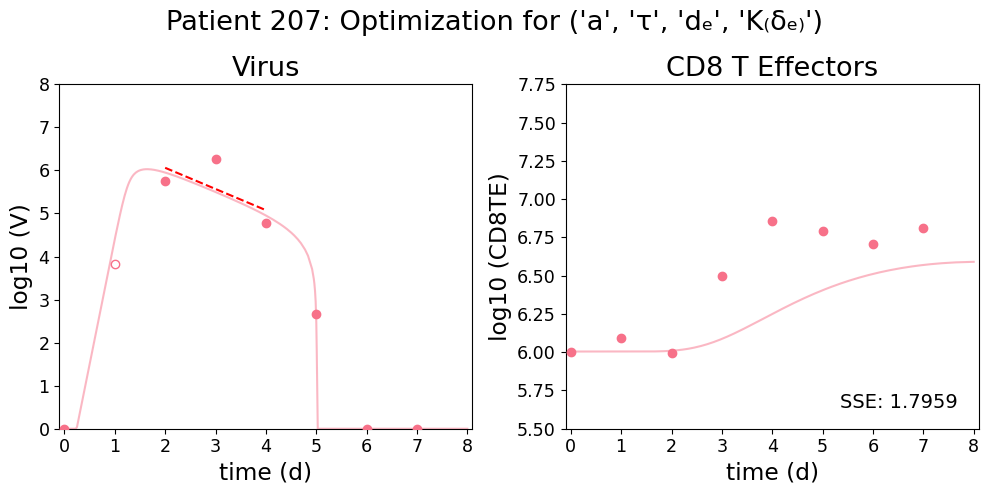 Patient 207: Optimization for ('a', 'τ', 'dₑ', 'K₍δₑ₎')
Virus
CD8 T Effectors
log10 (V)
8
7
6
5
4
3
2
1
0
0 1 2 3 4 5 6 7 8
time (d)
log10 (CD8TE)
7.75
7.50
7.25
7.00
6.75
6.50
6.25
6.00
5.75
5.50
SSE: 1.7959
0 1 2 3 4 5 6 7 8
time (d)